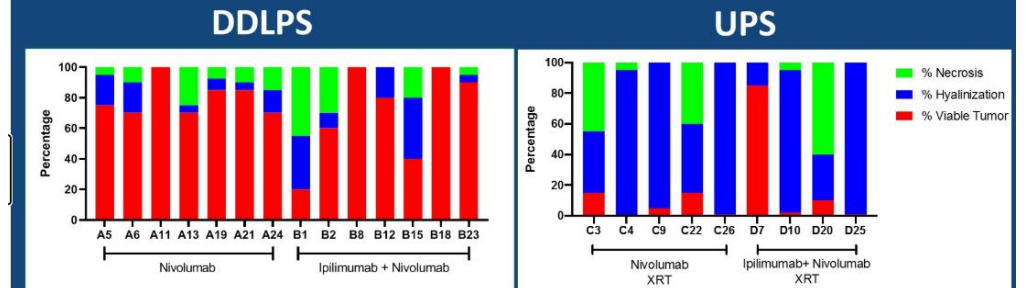 DDLPS
UPS
Percentage
100
80
60
40
20
0
A5 A6 A11 A13 A19 A21 A24 B1 B2 B8 B12 B15 B18 B23
Nivolumab
Ipilimumab + Nivolumab
Percentage
100
80
60
40
20
0
C3 C4 C9 C22 C26 D7 D10 D20 D25
Nivolumab
XRT
Ipilimumab+ Nivolumab
XRT
% Necrosis
% Hyalinization
% Viable Tumor